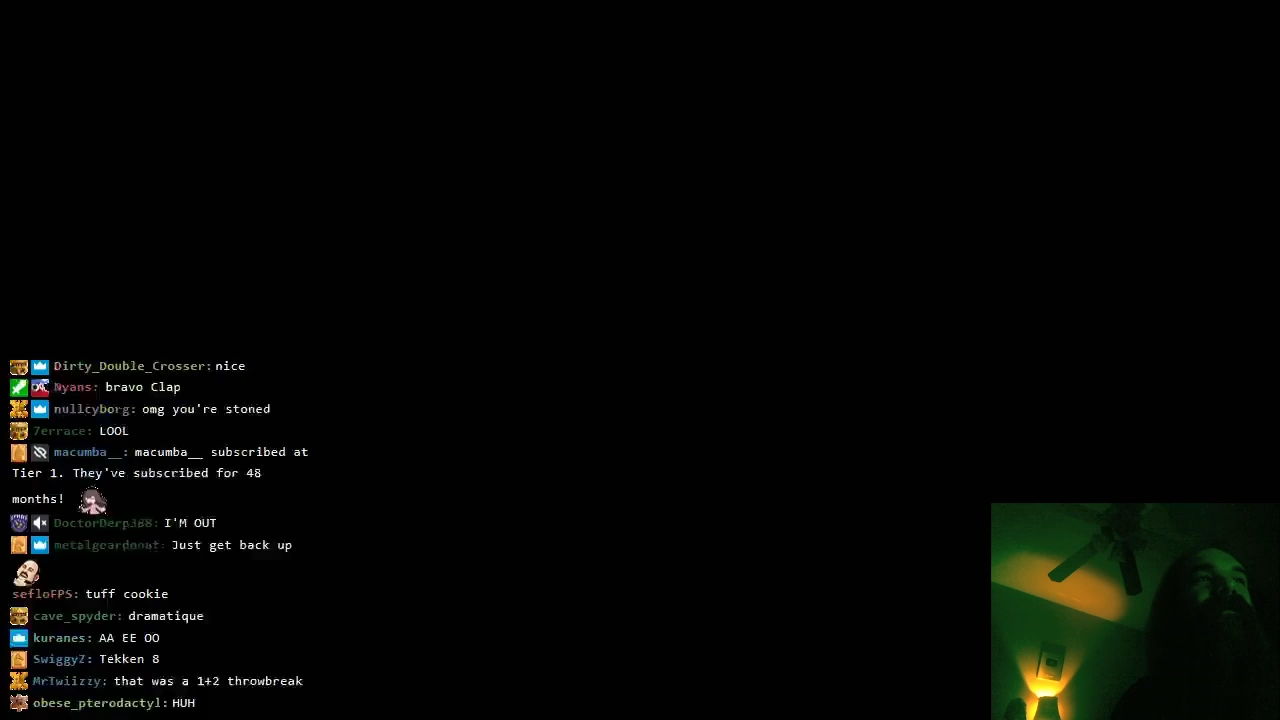 Dirty_Double_Crosser: nice
Nyans: bravo Clap
nullcyborg: omg you're stoned
7errace: LOOL
macumba__: macumba__ subscribed at
Tier 1. They've subscribed for 48
months!
DoctorDerp388: I'M OUT
metalgeardnout: Just get back up
sefloFPS: tuff cookie
cave_spyder: dramatique
kuranes: AA EE OO
SwiggyZ: Tekken 8
MrTwiizzy: that was a 1+2 throwbreak
obese_pterodactyl: HUH